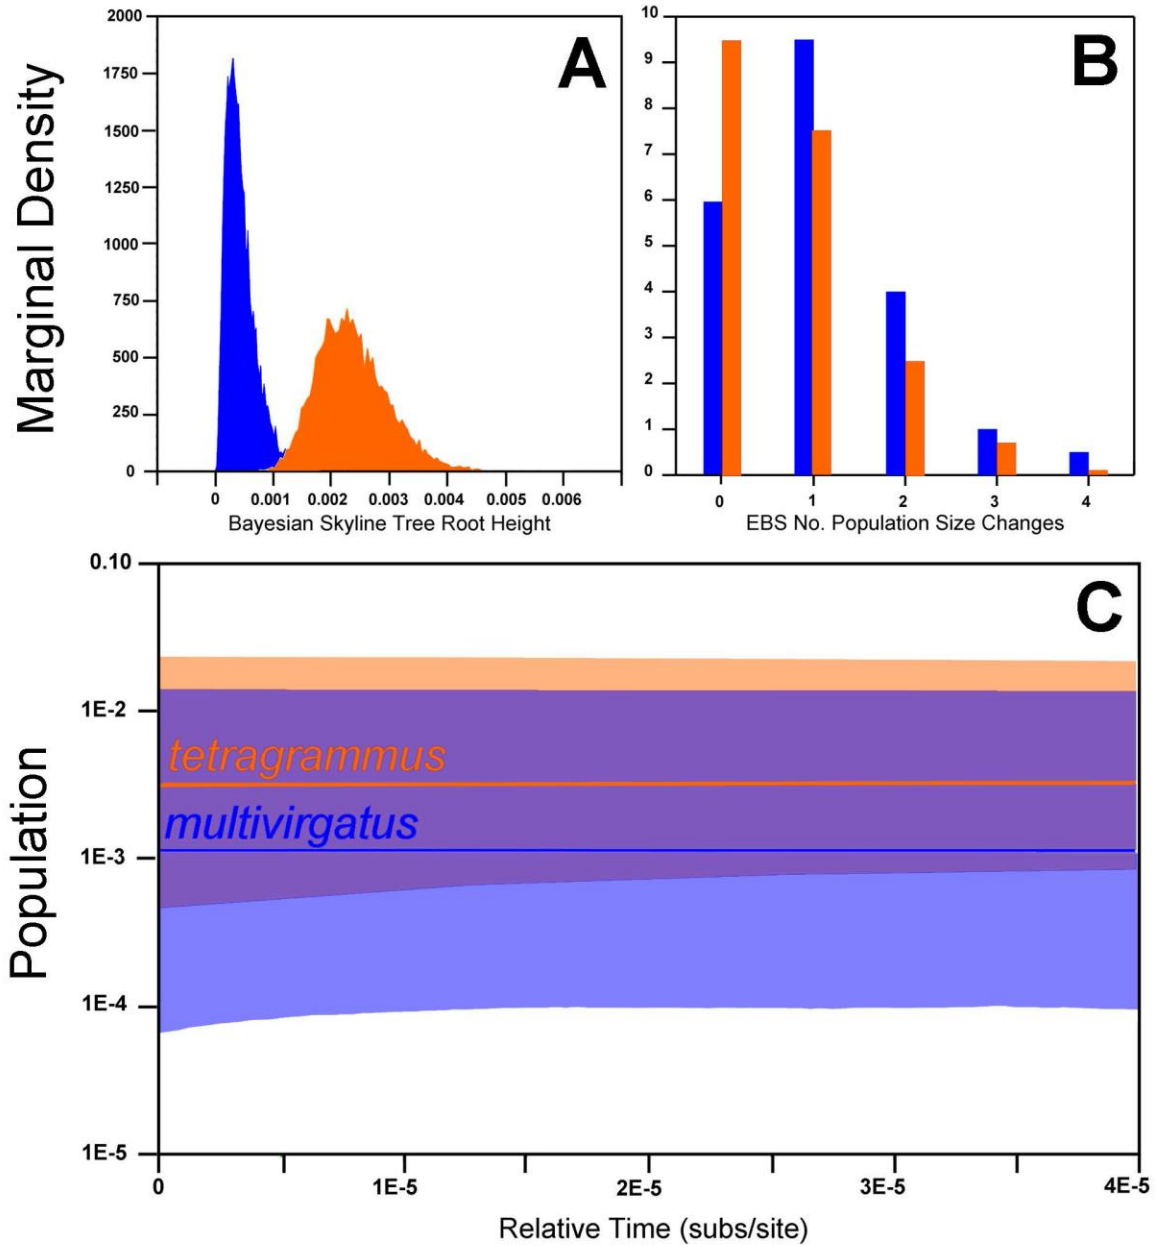 Marginal Density
2000
1750
1500
1250
1000
750
500
250
0
A
0 0.001 0.002 0.003 0.004 0.005 0.006
Bayesian Skyline Tree Root Height
10
9
8
7
6
5
4
3
2
1
0
B
0 1 2 3 4
EBS No. Population Size Changes
Population
0.10
1E-2
1E-3
1E-4
1E-5
C
tetragrammus
multivirgatus
0 1E-5 2E-5 3E-5 4E-5
Relative Time (subs/site)